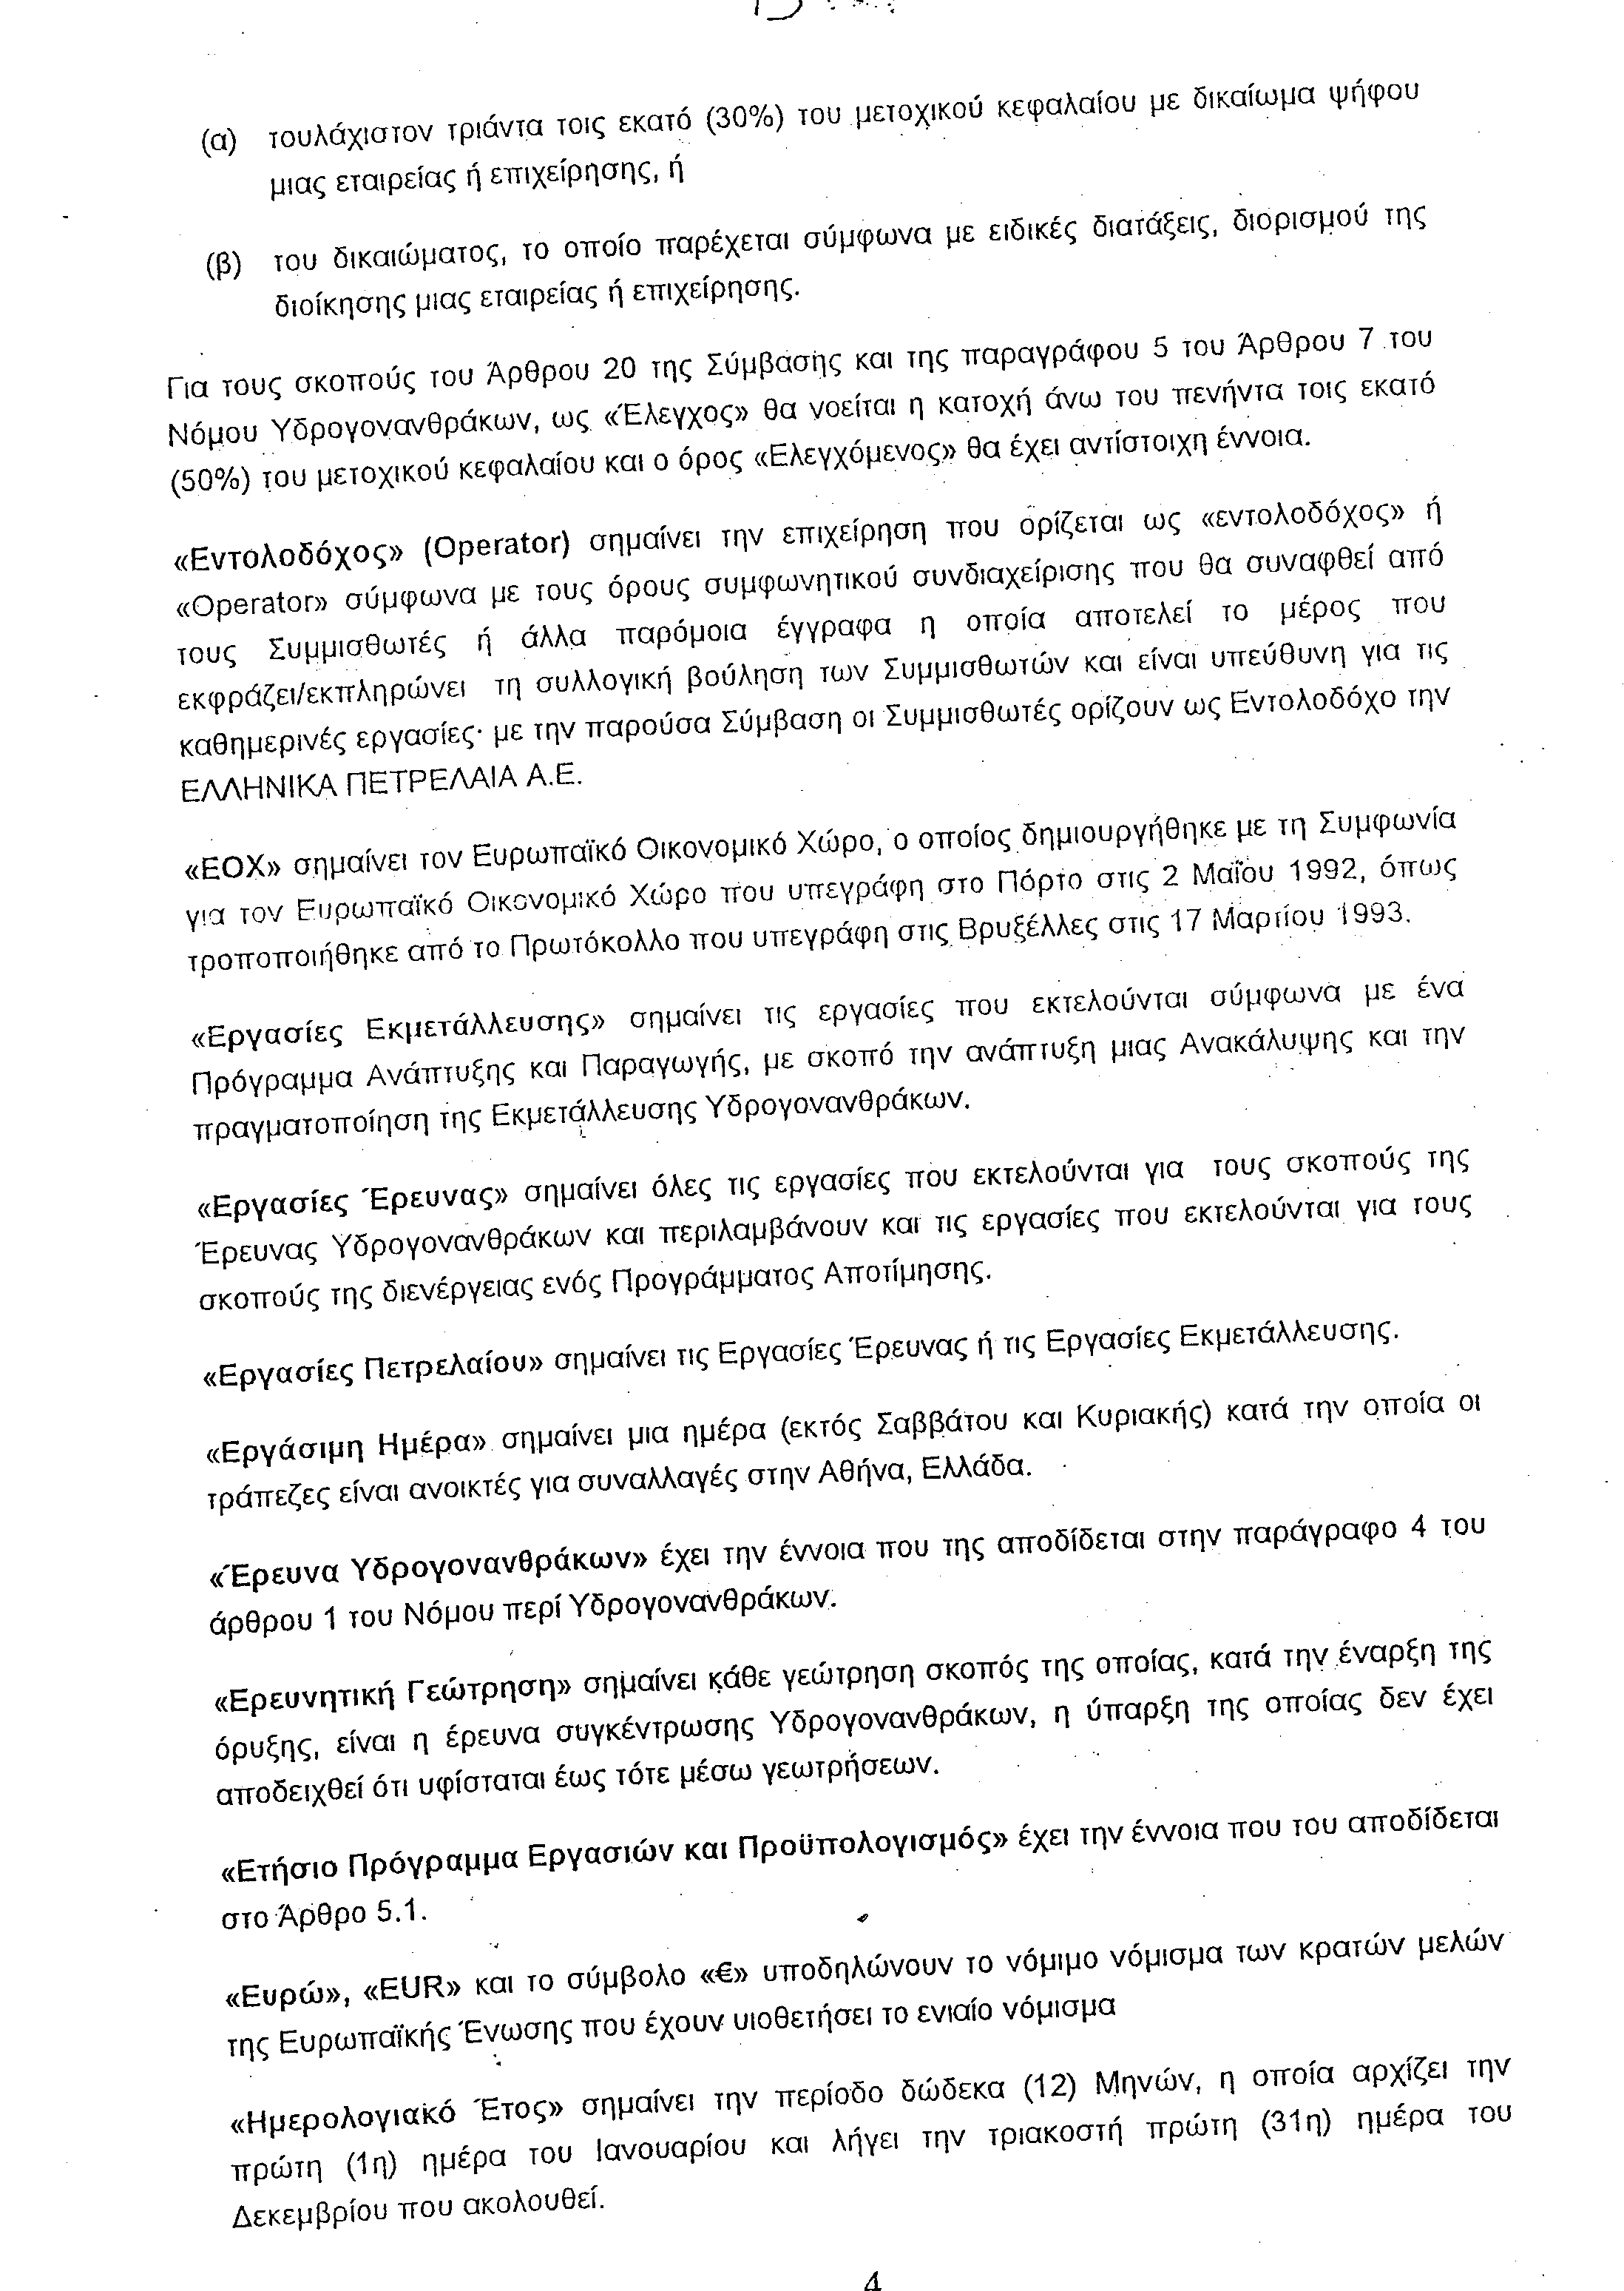 (α) τουλάχιστον τριάντα τοις εκατό (30%) του μετοχικού κεφαλαίου με δικαίωμα ψήφου
μιας εταιρείας ή επιχείρησης, ή
(β) του δικαιώματος, το οποίο παρέχεται σύμφωνα με ειδικές διατάξεις, διορισμού της
διοίκησης μιας εταιρείας ή επιχείρησης.
Για τους σκοπούς του Άρθρου 20 της Σύμβασης και της παραγράφου 5 του Άρθρου 7 του
Νόμου Υδρογονανθράκων, ως «Έλεγχος» θα νοείται η κατοχή άνω του πενήντα τοις εκατό
(50%) του μετοχικού κεφαλαίου και ο όρος «Ελεγχόμενος» θα έχει αντίστοιχη έννοια.
«Εντολοδόχος» (Operator) σημαίνει την επιχείρηση που ορίζεται ως «εντολοδόχος» ή
«Operator» σύμφωνα με τους όρους συμφωνητικού συνδιαχείρισης που θα συναφθεί από
τους Συμμισθωτές ή άλλα παρόμοια έγγραφα η οποία αποτελεί το μέρος που
εκφράζει/εκπληρώνει τη συλλογική βούληση των Συμμισθωτών και είναι υπεύθυνη για τις
καθημερινές εργασίες· με την παρούσα Σύμβαση οι Συμμισθωτές ορίζουν ως Εντολοδόχο την
ΕΛΛΗΝΙΚΑ ΠΕΤΡΕΛΑΙΑ Α.Ε.
«ΕΟΧ» σημαίνει τον Ευρωπαϊκό Οικονομικό Χώρο, ο οποίος δημιουργήθηκε με τη Συμφωνία
για τον Ευρωπαϊκό Οικονομικό Χώρο που υπεγράφη στο Πόρτο στις 2 Μαΐου 1992, όπως
τροποποιήθηκε από το Πρωτόκολλο που υπεγράφη στις Βρυξέλλες στις 17 Μαρτίου 1993.
«Εργασίες Εκμετάλλευσης» σημαίνει τις εργασίες που εκτελούνται σύμφωνα με ένα
Πρόγραμμα Ανάπτυξης και Παραγωγής, με σκοπό την ανάπτυξη μιας Ανακάλυψης και την
πραγματοποίηση της Εκμετάλλευσης Υδρογονανθράκων.
«Εργασίες Έρευνας» σημαίνει όλες τις εργασίες που εκτελούνται για τους σκοπούς της
Έρευνας Υδρογονανθράκων και περιλαμβάνουν και τις εργασίες που εκτελούνται για τους
σκοπούς της διενέργειας ενός Προγράμματος Αποτίμησης.
«Εργασίες Πετρελαίου» σημαίνει τις Εργασίες Έρευνας ή τις Εργασίες Εκμετάλλευσης.
«Εργάσιμη Ημέρα» σημαίνει μια ημέρα (εκτός Σαββάτου και Κυριακής) κατά την οποία οι
τράπεζες είναι ανοικτές για συναλλαγές στην Αθήνα, Ελλάδα.
«Έρευνα Υδρογονανθράκων» έχει την έννοια που της αποδίδεται στην παράγραφο 4 του
άρθρου 1 του Νόμου περί Υδρογονανθράκων.
«Ερευνητική Γεώτρηση» σημαίνει κάθε γεώτρηση σκοπός της οποίας, κατά την έναρξη της
όρυξης, είναι η έρευνα συγκέντρωσης Υδρογονανθράκων, η ύπαρξη της οποίας δεν έχει
αποδειχθεί ότι υφίσταται έως τότε μέσω γεωτρήσεων.
«Ετήσιο Πρόγραμμα Εργασιών και Προϋπολογισμός» έχει την έννοια που του αποδίδεται
στο Άρθρο 5.1.
«Ευρώ», «EUR» και το σύμβολο «€» υποδηλώνουν το νόμιμο νόμισμα των κρατών μελών
της Ευρωπαϊκής Ένωσης που έχουν υιοθετήσει το ενιαίο νόμισμα
«Ημερολογιακό Έτος» σημαίνει την περίοδο δώδεκα (12) Μηνών, η οποία αρχίζει την
πρώτη (1η) ημέρα του Ιανουαρίου και λήγει την τριακοστή πρώτη (31η) ημέρα του
Δεκεμβρίου που ακολουθεί.
4